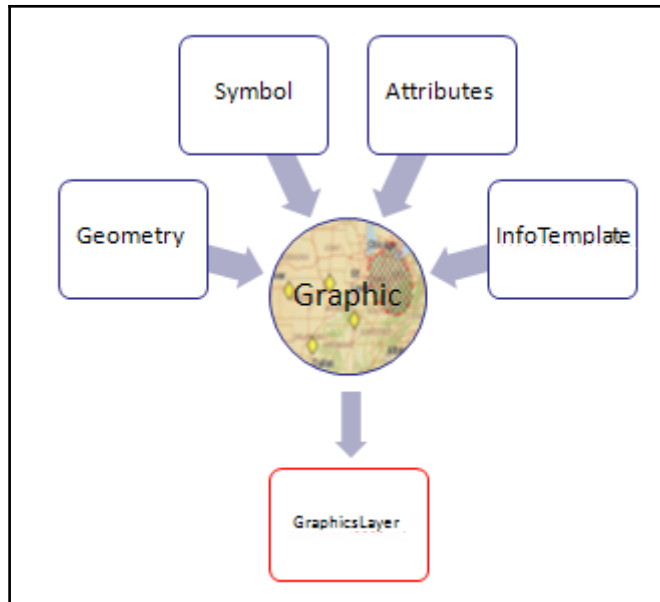 Symbol
Attributes
Geometry
InfoTemplate
Graphic
GraphicsLayer